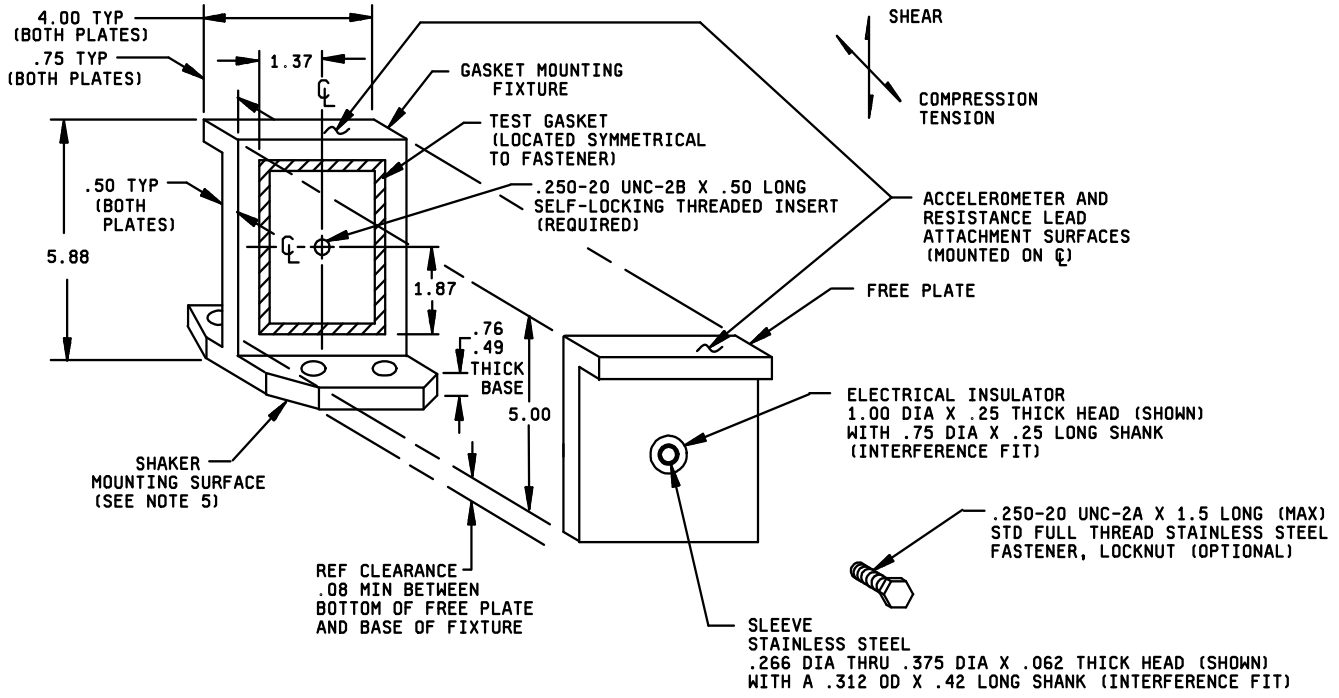 4.00 TYP
(BOTH PLATES)
.75 TYP
(BOTH PLATES)
1.37
℄
GASKET MOUNTING
FIXTURE
TEST GASKET
(LOCATED SYMMETRICAL
TO FASTENER)
.250-20 UNC-2B X .50 LONG
SELF-LOCKING THREADED INSERT
(REQUIRED)
SHEAR
COMPRESSION
TENSION
.50 TYP
(BOTH
PLATES)
5.88
℄
1.87
.76
.49
THICK
BASE
5.00
ACCELEROMETER AND
RESISTANCE LEAD
ATTACHMENT SURFACES
(MOUNTED ON ℄)
FREE PLATE
ELECTRICAL INSULATOR
1.00 DIA X .25 THICK HEAD (SHOWN)
WITH .75 DIA X .25 LONG SHANK
(INTERFERENCE FIT)
SHAKER
MOUNTING SURFACE
(SEE NOTE 5)
.250-20 UNC-2A X 1.5 LONG (MAX)
STD FULL THREAD STAINLESS STEEL
FASTENER, LOCKNUT (OPTIONAL)
REF CLEARANCE
.08 MIN BETWEEN
BOTTOM OF FREE PLATE
AND BASE OF FIXTURE
SLEEVE
STAINLESS STEEL
.266 DIA THRU .375 DIA X .062 THICK HEAD (SHOWN)
WITH A .312 OD X .42 LONG SHANK (INTERFERENCE FIT)